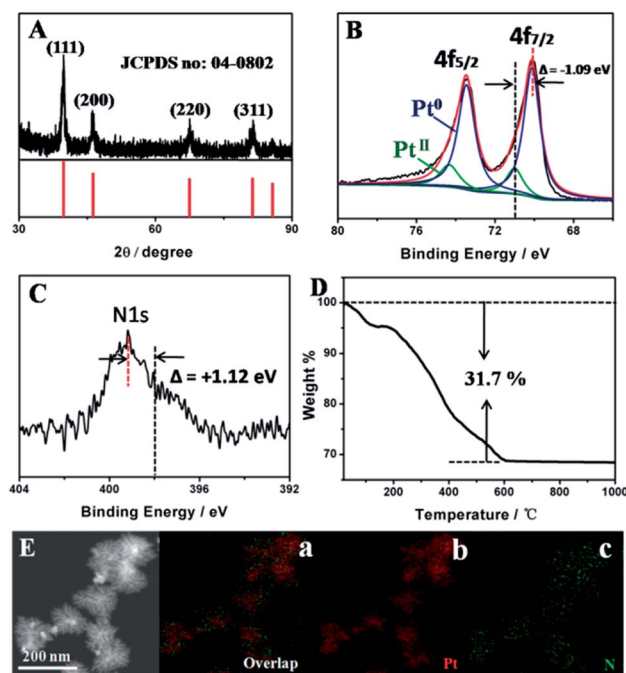 A
(111)
JCPDS no: 04-0802
(200)
(220)
(311)
30
60
90
2θ / degree
B
4f7/2
4f5/2
Δ = -1.09 eV
Pt0
PtII
80
76
72
68
Binding Energy / eV
C
N1s
Δ = +1.12 eV
404
400
396
392
Binding Energy / eV
D
100
90
80
70
Weight %
31.7 %
200
400
600
800
1000
Temperature / ℃
E
200 nm
a
Overlap
b
Pt
c
N